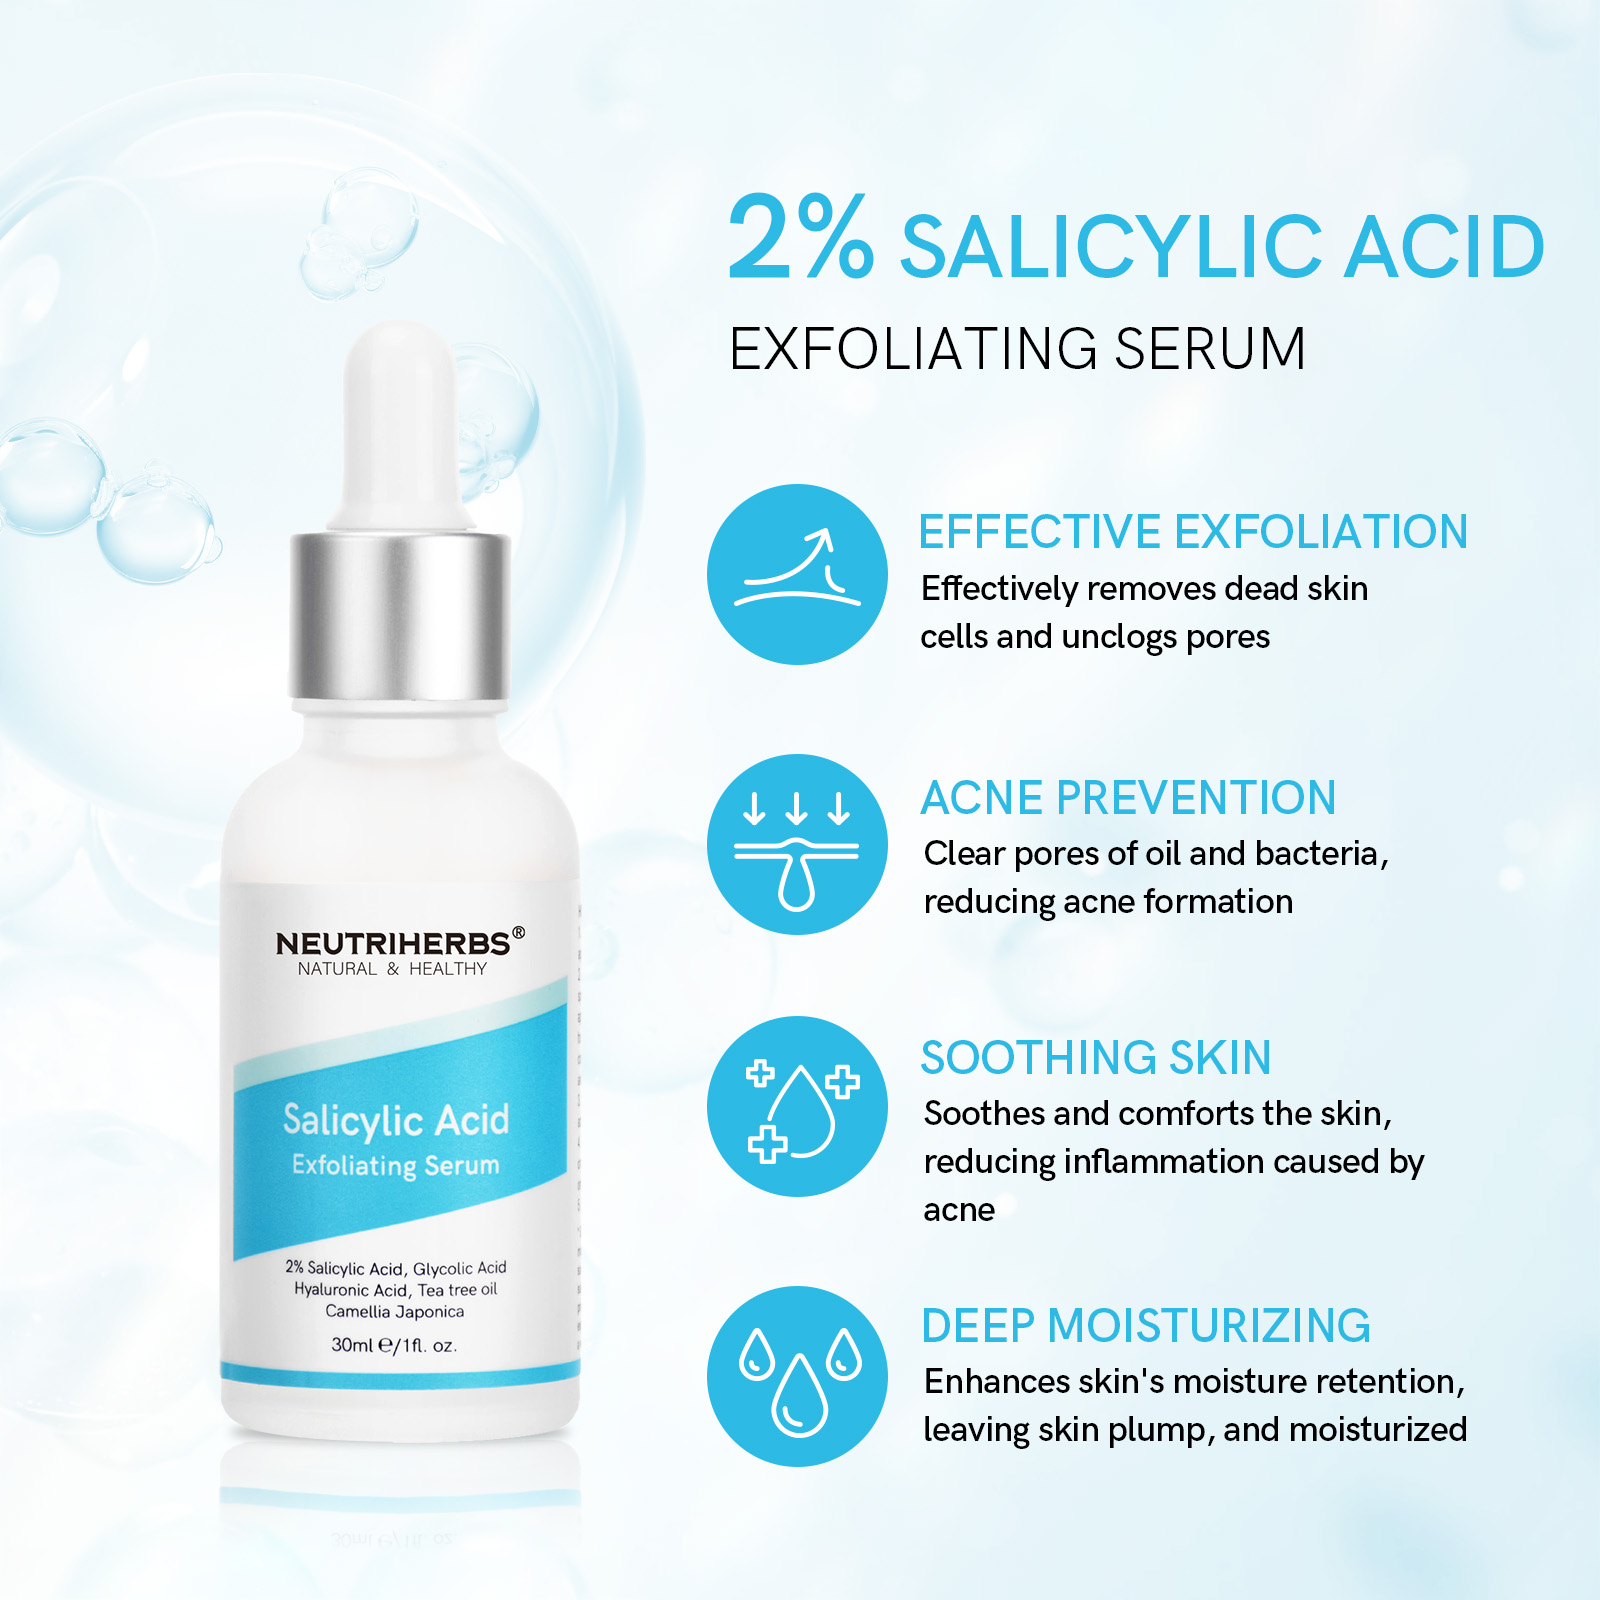 2% SALICYLIC ACID
EXFOLIATING SERUM
EFFECTIVE EXFOLIATION
Effectively removes dead skin
cells and unclogs pores
ACNE PREVENTION
Clear pores of oil and bacteria,
reducing acne formation
SOOTHING SKIN
Soothes and comforts the skin,
reducing inflammation caused by
acne
DEEP MOISTURIZING
Enhances skin's moisture retention,
leaving skin plump, and moisturized
NEUTRIHERBS®
NATURAL & HEALTHY
Salicylic Acid
Exfoliating Serum
2% Salicylic Acid, Glycolic Acid
Hyaluronic Acid, Tea tree oil
Camellia Japonica
30ml ℮/1fl. oz.